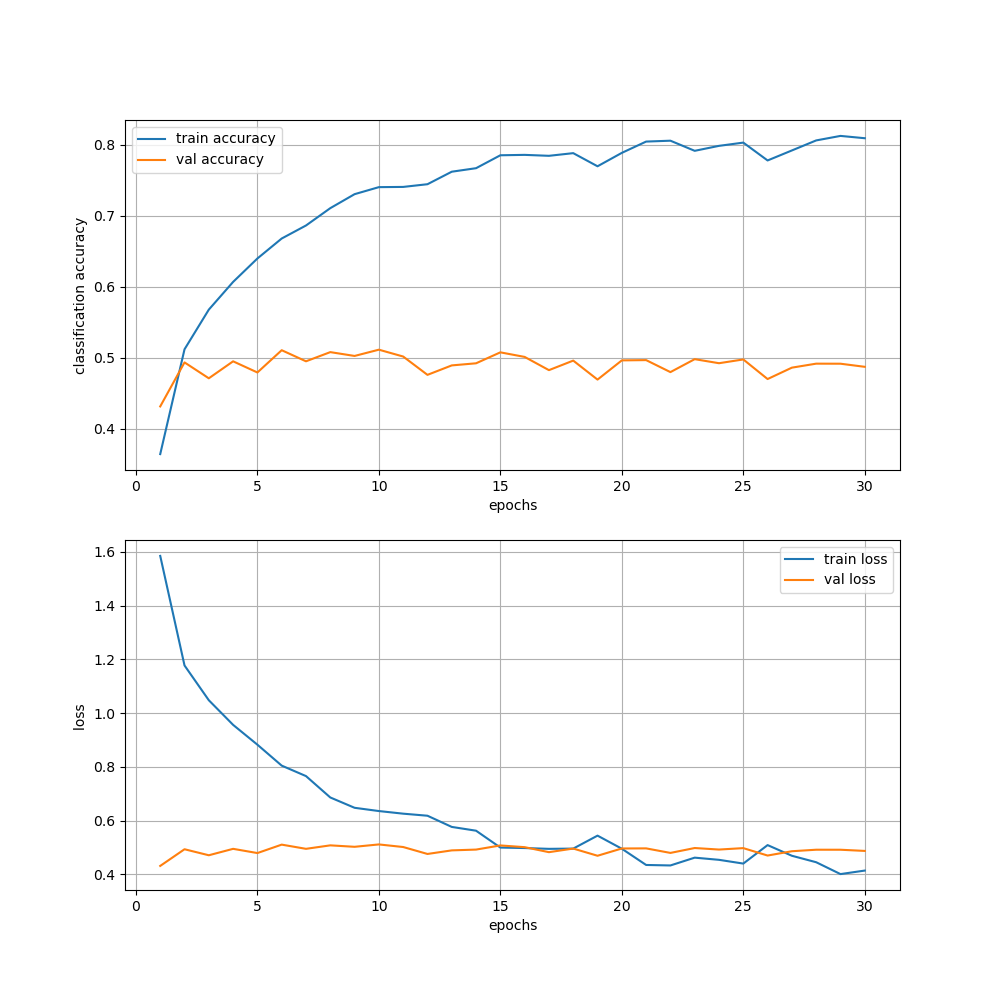 train accuracy
val accuracy
0.8
0.7
0.6
0.5
0.4
classification accuracy
0 5 10 15 20 25 30
epochs
train loss
val loss
1.6
1.4
1.2
1.0
0.8
0.6
0.4
loss
0 5 10 15 20 25 30
epochs